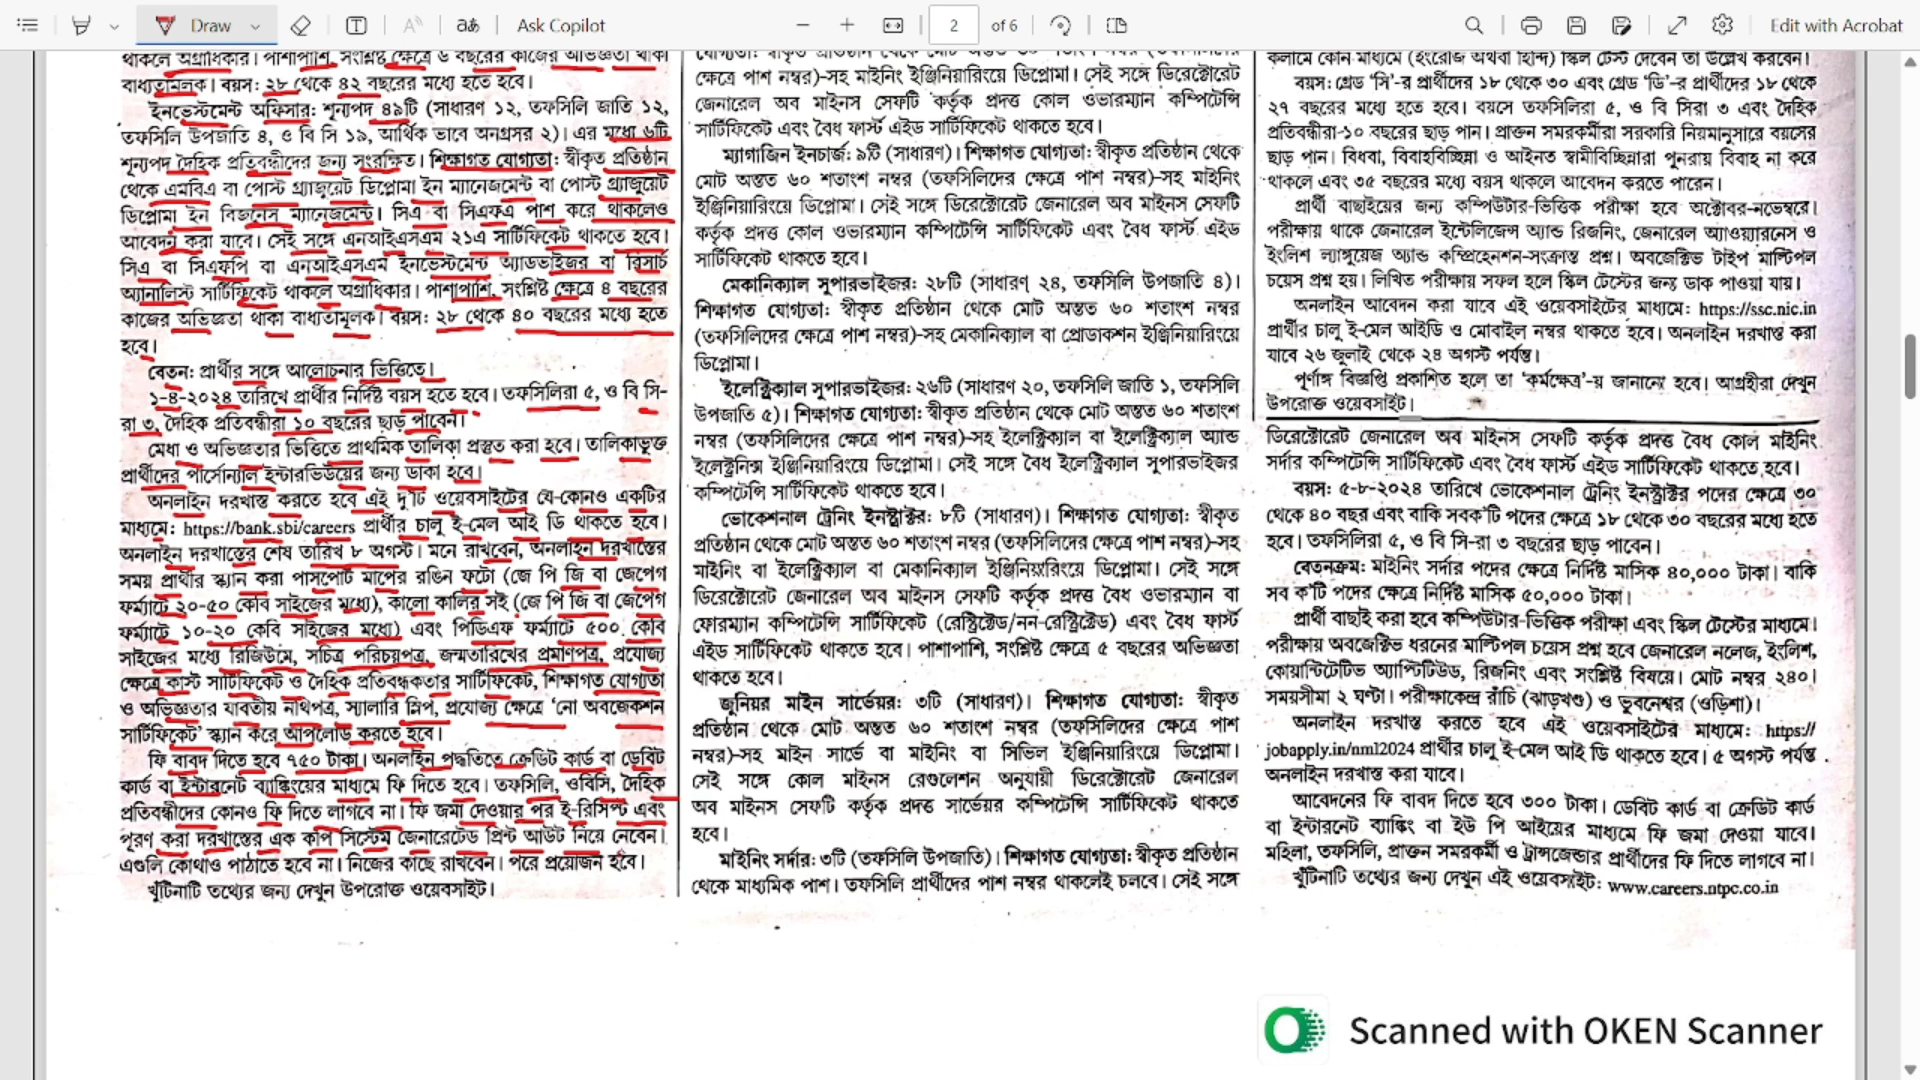 Draw
Ask Copilot
2
of 6
Edit with Acrobat
থাকলে অগ্রাধিকার। পাশাপাশি, সংশ্লিষ্ট ক্ষেত্রে ৬ বছরের কাজের অভিজ্ঞতা থাকা
বাধ্যতামূলক। বয়স: ২৮ থেকে ৪২ বছরের মধ্যে হতে হবে।
ইনভেস্টমেন্ট অফিসার: শূন্যপদ ৪৯টি (সাধারণ ১২, তফসিলি জাতি ১২,
তফসিলি উপজাতি ৪, ও বি সি ১৯, আর্থিক ভাবে অনগ্রসর ২)। এর মধ্যে ৬টি
শূন্যপদ দৈহিক প্রতিবন্ধীদের জন্য সংরক্ষিত। শিক্ষাগত যোগ্যতা: স্বীকৃত প্রতিষ্ঠান
থেকে এমবিএ বা পোস্ট গ্র্যাজুয়েট ডিপ্লোমা ইন ম্যানেজমেন্ট বা পোস্ট গ্র্যাজুয়েট
ডিপ্লোমা ইন বিজনেস ম্যানেজমেন্ট। সিএ বা সিএফএ পাশ করে থাকলেও
আবেদন করা যাবে। সেই সঙ্গে এনআইএসএম ২১এ সার্টিফিকেট থাকতে হবে।
সিএ বা সিএফপি বা এনআইএসএম ইনভেস্টমেন্ট অ্যাডভাইজর বা রিসার্চ
অ্যানালিস্ট সার্টিফিকেট থাকলে অগ্রাধিকার। পাশাপাশি, সংশ্লিষ্ট ক্ষেত্রে ৪ বছরের
কাজের অভিজ্ঞতা থাকা বাধ্যতামূলক। বয়স: ২৮ থেকে ৪০ বছরের মধ্যে হতে
হবে।
বেতন: প্রার্থীর সঙ্গে আলোচনার ভিত্তিতে।
১-৪-২০২৪ তারিখে প্রার্থীর নির্দিষ্ট বয়স হতে হবে। তফসিলিরা ৫, ও বি সি-
রা ৩, দৈহিক প্রতিবন্ধীরা ১০ বছরের ছাড় পাবেন।
মেধা ও অভিজ্ঞতার ভিত্তিতে প্রাথমিক তালিকা প্রস্তুত করা হবে। তালিকাভুক্ত
প্রার্থীদের পার্সোন্যাল ইন্টারভিউয়ের জন্য ডাকা হবে।
অনলাইন দরখাস্ত করতে হবে এই দু'টি ওয়েবসাইটের যে-কোনও একটির
মাধ্যমে: https://bank.sbi/careers প্রার্থীর চালু ই-মেল আই ডি থাকতে হবে।
অনলাইন দরখাস্তের শেষ তারিখ ৮ অগস্ট। মনে রাখবেন, অনলাইন দরখাস্তের
সময় প্রার্থীর স্ক্যান করা পাসপোর্ট মাপের রঙিন ফটো (জে পি জি বা জেপেগ
ফর্ম্যাটে ২০-৫০ কেবি সাইজের মধ্যে), কালো কালির সই (জে পি জি বা জেপেগ
ফর্ম্যাটে ১০-২০ কেবি সাইজের মধ্যে) এবং পিডিএফ ফর্ম্যাটে ৫০০ কেবি
সাইজের মধ্যে রিজিউমে, সচিত্র পরিচয়পত্র, জন্মতারিখের প্রমাণপত্র, প্রযোজ্য
ক্ষেত্রে কাস্ট সার্টিফিকেট ও দৈহিক প্রতিবন্ধকতার সার্টিফিকেট, শিক্ষাগত যোগ্যতা
ও অভিজ্ঞতার যাবতীয় নথিপত্র, স্যালারি স্লিপ, প্রযোজ্য ক্ষেত্রে 'নো অবজেকশন
সার্টিফিকেট' স্ক্যান করে আপলোড করতে হবে।
ফি বাবদ দিতে হবে ৭৫০ টাকা। অনলাইন পদ্ধতিতে ক্রেডিট কার্ড বা ডেবিট
কার্ড বা ইন্টারনেট ব্যাঙ্কিংয়ের মাধ্যমে ফি দিতে হবে। তফসিলি, ওবিসি, দৈহিক
প্রতিবন্ধীদের কোনও ফি দিতে লাগবে না। ফি জমা দেওয়ার পর ই-রিসিপ্ট এবং
পূরণ করা দরখাস্তের এক কপি সিস্টেম জেনারেটেড প্রিন্ট আউট নিয়ে নেবেন।
এগুলি কোথাও পাঠাতে হবে না। নিজের কাছে রাখবেন। পরে প্রয়োজন হবে।
খুঁটিনাটি তথ্যের জন্য দেখুন উপরোক্ত ওয়েবসাইট।
ক্ষেত্রে পাশ নম্বর)-সহ মাইনিং ইঞ্জিনিয়ারিংয়ে ডিপ্লোমা। সেই সঙ্গে ডিরেক্টোরেট
জেনারেল অব মাইনস সেফটি কর্তৃক প্রদত্ত কোল ওভারম্যান কম্পিটেন্সি
সার্টিফিকেট এবং বৈধ ফার্স্ট এইড সার্টিফিকেট থাকতে হবে।
ম্যাগাজিন ইনচার্জ: ৯টি (সাধারণ)। শিক্ষাগত যোগ্যতা: স্বীকৃত প্রতিষ্ঠান থেকে
মোট অন্তত ৬০ শতাংশ নম্বর (তফসিলিদের ক্ষেত্রে পাশ নম্বর)-সহ মাইনিং
ইঞ্জিনিয়ারিংয়ে ডিপ্লোমা। সেই সঙ্গে ডিরেক্টোরেট জেনারেল অব মাইনস সেফটি
কর্তৃক প্রদত্ত কোল ওভারম্যান কম্পিটেন্সি সার্টিফিকেট এবং বৈধ ফার্স্ট এইড
সার্টিফিকেট থাকতে হবে।
মেকানিক্যাল সুপারভাইজর: ২৮টি (সাধারণ ২৪, তফসিলি উপজাতি ৪)।
শিক্ষাগত যোগ্যতা: স্বীকৃত প্রতিষ্ঠান থেকে মোট অন্তত ৬০ শতাংশ নম্বর
(তফসিলিদের ক্ষেত্রে পাশ নম্বর)-সহ মেকানিক্যাল বা প্রোডাকশন ইঞ্জিনিয়ারিংয়ে
ডিপ্লোমা।
ইলেক্ট্রিক্যাল সুপারভাইজর: ২৬টি (সাধারণ ২০, তফসিলি জাতি ১, তফসিলি
উপজাতি ৫)। শিক্ষাগত যোগ্যতা: স্বীকৃত প্রতিষ্ঠান থেকে মোট অন্তত ৬০ শতাংশ
নম্বর (তফসিলিদের ক্ষেত্রে পাশ নম্বর)-সহ ইলেক্ট্রিক্যাল বা ইলেক্ট্রিক্যাল অ্যান্ড
ইলেক্ট্রনিক্স ইঞ্জিনিয়ারিংয়ে ডিপ্লোমা। সেই সঙ্গে বৈধ ইলেক্ট্রিক্যাল সুপারভাইজর
কম্পিটেন্সি সার্টিফিকেট থাকতে হবে।
ভোকেশনাল ট্রেনিং ইনস্ট্রাক্টর: ৮টি (সাধারণ)। শিক্ষাগত যোগ্যতা: স্বীকৃত
প্রতিষ্ঠান থেকে মোট অন্তত ৬০ শতাংশ নম্বর (তফসিলিদের ক্ষেত্রে পাশ নম্বর)-সহ
মাইনিং বা ইলেক্ট্রিক্যাল বা মেকানিক্যাল ইঞ্জিনিয়ারিংয়ে ডিপ্লোমা। সেই সঙ্গে
ডিরেক্টোরেট জেনারেল অব মাইনস সেফটি কর্তৃক প্রদত্ত বৈধ ওভারম্যান বা
ফোরম্যান কম্পিটেন্সি সার্টিফিকেট (রেস্ট্রিক্টেড/নন-রেস্ট্রিক্টেড) এবং বৈধ ফার্স্ট
এইড সার্টিফিকেট থাকতে হবে। পাশাপাশি, সংশ্লিষ্ট ক্ষেত্রে ৫ বছরের অভিজ্ঞতা
থাকতে হবে।
জুনিয়র মাইন সার্ভেয়র: ৩টি (সাধারণ)। শিক্ষাগত যোগ্যতা: স্বীকৃত
প্রতিষ্ঠান থেকে মোট অন্তত ৬০ শতাংশ নম্বর (তফসিলিদের ক্ষেত্রে পাশ
নম্বর)-সহ মাইন সার্ভে বা মাইনিং বা সিভিল ইঞ্জিনিয়ারিংয়ে ডিপ্লোমা।
সেই সঙ্গে কোল মাইনস রেগুলেশন অনুযায়ী ডিরেক্টোরেট জেনারেল
অব মাইনস সেফটি কর্তৃক প্রদত্ত সার্ভেয়র কম্পিটেন্সি সার্টিফিকেট থাকতে
হবে।
মাইনিং সর্দার: ৩টি (তফসিলি উপজাতি)। শিক্ষাগত যোগ্যতা: স্বীকৃত প্রতিষ্ঠান
থেকে মাধ্যমিক পাশ। তফসিলি প্রার্থীদের পাশ নম্বর থাকলেই চলবে। সেই সঙ্গে
কলামে কোন মাধ্যমে (ইংরেজি অথবা হিন্দি) স্কিল টেস্ট দেবেন তা উল্লেখ করবেন।
বয়স: গ্রেড 'সি'-র প্রার্থীদের ১৮ থেকে ৩০ এবং গ্রেড 'ডি'-র প্রার্থীদের ১৮ থেকে
২৭ বছরের মধ্যে হতে হবে। বয়সে তফসিলিরা ৫, ও বি সিরা ৩ এবং দৈহিক
প্রতিবন্ধীরা-১০ বছরের ছাড় পান। প্রাক্তন সমরকর্মীরা সরকারি নিয়মানুসারে বয়সের
ছাড় পান। বিধবা, বিবাহবিচ্ছিন্না ও আইনত স্বামীবিচ্ছিন্নারা পুনরায় বিবাহ না করে
থাকলে এবং ৩৫ বছরের মধ্যে বয়স থাকলে আবেদন করতে পারেন।
প্রার্থী বাছাইয়ের জন্য কম্পিউটার-ভিত্তিক পরীক্ষা হবে অক্টোবর-নভেম্বরে।
পরীক্ষায় থাকে জেনারেল ইন্টেলিজেন্স অ্যান্ড রিজনিং, জেনারেল অ্যাওয়্যারনেস ও
ইংলিশ ল্যাঙ্গুয়েজ অ্যান্ড কম্প্রিহেনশন-সংক্রান্ত প্রশ্ন। অবজেক্টিভ টাইপ মাল্টিপল
চয়েস প্রশ্ন হয়। লিখিত পরীক্ষায় সফল হলে স্কিল টেস্টের জন্য ডাক পাওয়া যায়।
অনলাইন আবেদন করা যাবে এই ওয়েবসাইটের মাধ্যমে: https://ssc.nic.in
প্রার্থীর চালু ই-মেল আইডি ও মোবাইল নম্বর থাকতে হবে। অনলাইন দরখাস্ত করা
যাবে ২৬ জুলাই থেকে ২৪ অগস্ট পর্যন্ত।
পূর্ণাঙ্গ বিজ্ঞপ্তি প্রকাশিত হলে তা 'কর্মক্ষেত্র'-য় জানানো হবে। আগ্রহীরা দেখুন
উপরোক্ত ওয়েবসাইট।
ডিরেক্টোরেট জেনারেল অব মাইনস সেফটি কর্তৃক প্রদত্ত বৈধ কোল মাইনিং
সর্দার কম্পিটেন্সি সার্টিফিকেট এবং বৈধ ফার্স্ট এইড সার্টিফিকেট থাকতে হবে।
বয়স: ৫-৮-২০২৪ তারিখে ভোকেশনাল ট্রেনিং ইনস্ট্রাক্টর পদের ক্ষেত্রে ৩০
থেকে ৪০ বছর এবং বাকি সবক'টি পদের ক্ষেত্রে ১৮ থেকে ৩০ বছরের মধ্যে হতে
হবে। তফসিলিরা ৫, ও বি সি-রা ৩ বছরের ছাড় পাবেন।
বেতনক্রম: মাইনিং সর্দার পদের ক্ষেত্রে নির্দিষ্ট মাসিক ৪০,০০০ টাকা। বাকি
সব ক'টি পদের ক্ষেত্রে নির্দিষ্ট মাসিক ৫০,০০০ টাকা।
প্রার্থী বাছাই করা হবে কম্পিউটার-ভিত্তিক পরীক্ষা এবং স্কিল টেস্টের মাধ্যমে।
পরীক্ষায় অবজেক্টিভ ধরনের মাল্টিপল চয়েস প্রশ্ন হবে জেনারেল নলেজ, ইংলিশ,
কোয়ান্টিটেটিভ অ্যাপ্টিটিউড, রিজনিং এবং সংশ্লিষ্ট বিষয়ে। মোট নম্বর ২৪০।
সময়সীমা ২ ঘণ্টা। পরীক্ষাকেন্দ্র রাঁচি (ঝাড়খণ্ড) ও ভুবনেশ্বর (ওড়িশা)।
অনলাইন দরখাস্ত করতে হবে এই ওয়েবসাইটের মাধ্যমে: https://
jobapply.in/nml2024 প্রার্থীর চালু ই-মেল আই ডি থাকতে হবে। ৫ অগস্ট পর্যন্ত
অনলাইন দরখাস্ত করা যাবে।
আবেদনের ফি বাবদ দিতে হবে ৩০০ টাকা। ডেবিট কার্ড বা ক্রেডিট কার্ড
বা ইন্টারনেট ব্যাঙ্কিং বা ইউ পি আইয়ের মাধ্যমে ফি জমা দেওয়া যাবে।
মহিলা, তফসিলি, প্রাক্তন সমরকর্মী ও ট্রান্সজেন্ডার প্রার্থীদের ফি দিতে লাগবে না।
খুঁটিনাটি তথ্যের জন্য দেখুন এই ওয়েবসাইট: www.careers.ntpc.co.in
Scanned with OKEN Scanner